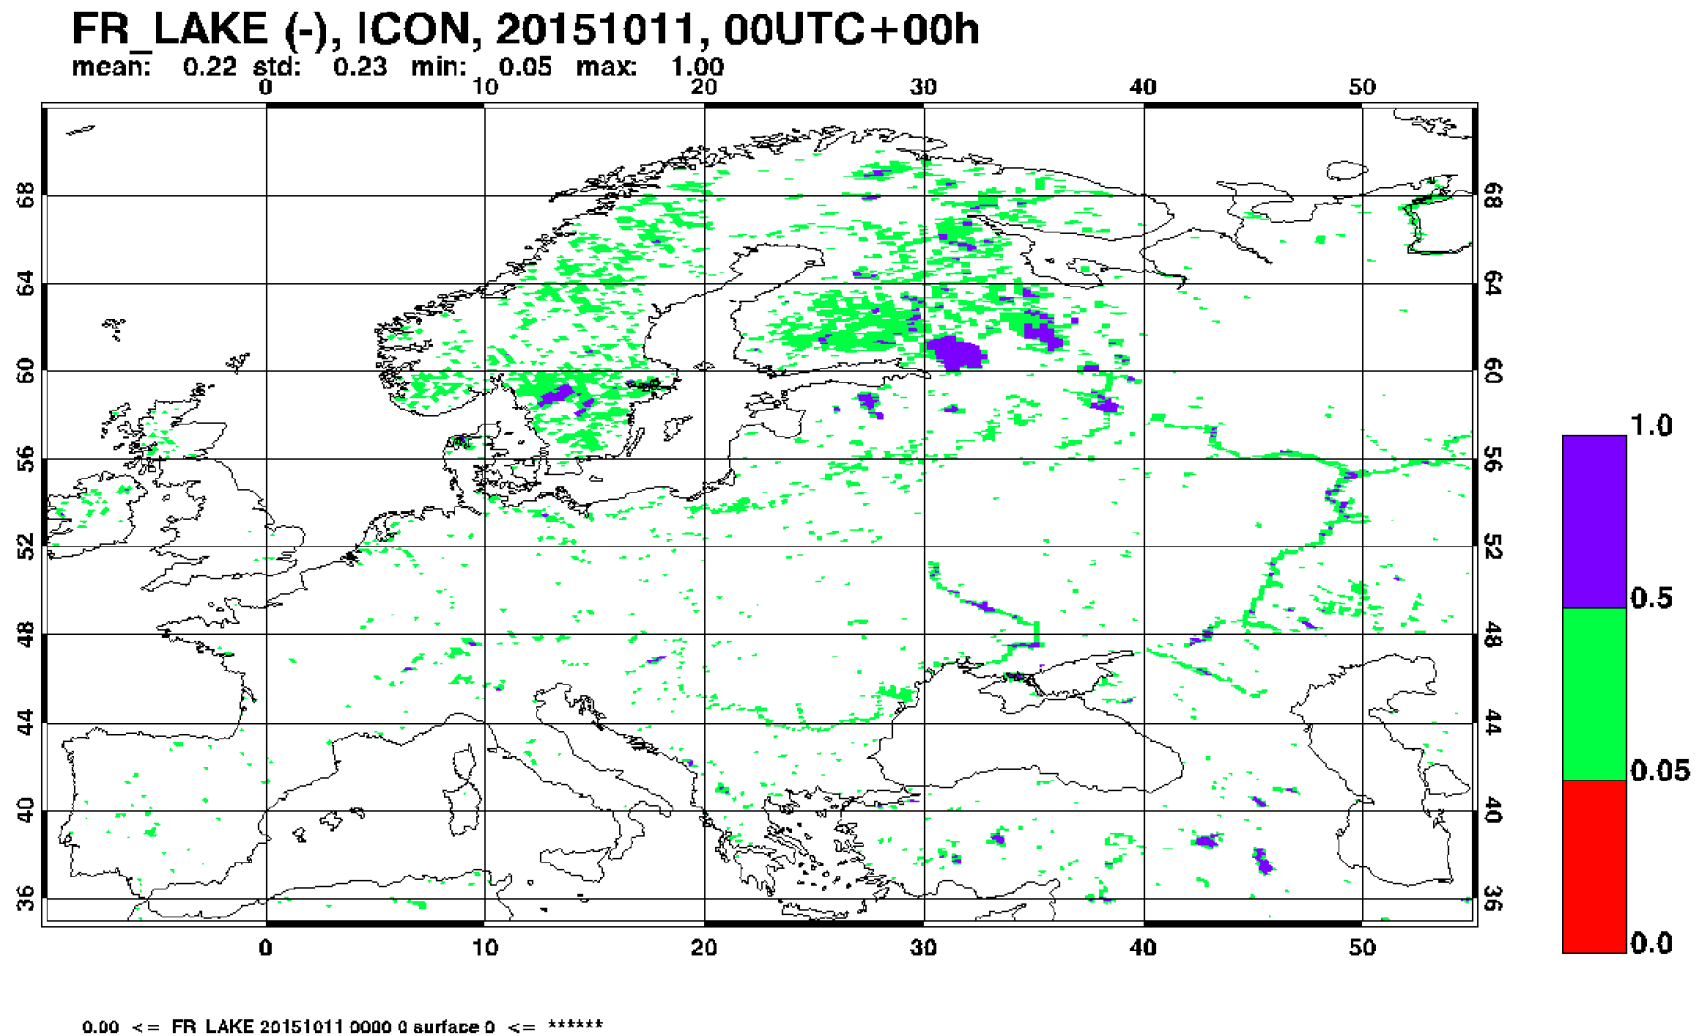 FR_LAKE (-), ICON, 20151011, 00UTC+00h
mean: 0.22 std: 0.23 min: 0.05 max: 1.00
0 10 20 30 40 50
68 68
64 64
60 60
56 56
52 52
48 48
44 44
40 40
36 36
0 10 20 30 40 50
1.0
0.5
0.05
0.0
0.00 <= FR LAKE 20151011 0000 0 surface 0 <= ******